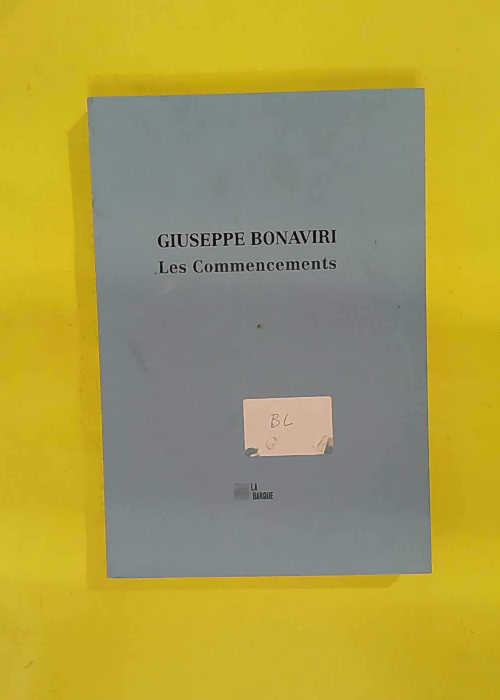 GIUSEPPE BONAVIRI
Les Commencements
BL
LA
BARQUE